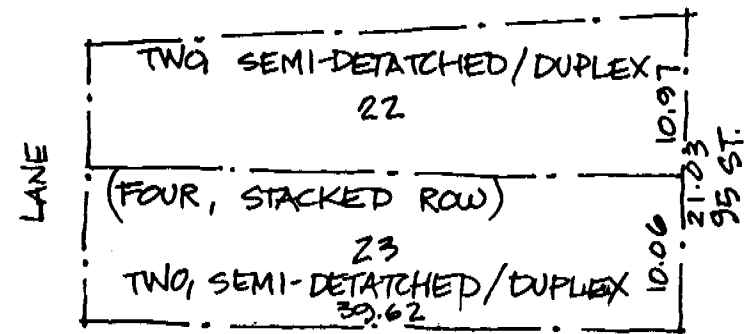 TWO, SEMI-DETATCHED/DUPLEX
22
10.97
LANE
21.03
95 ST.
(FOUR, STACKED ROW)
23
10.06
TWO, SEMI-DETATCHED/DUPLEX
39.62